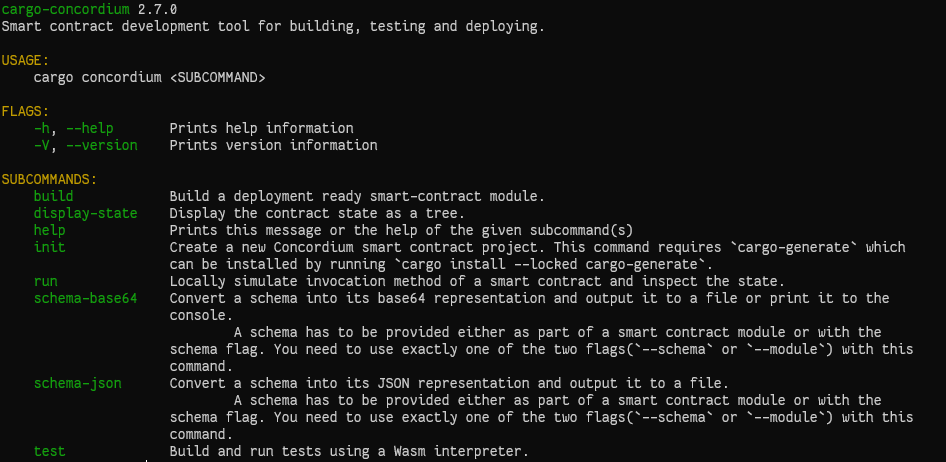 cargo-concordium 2.7.0
Smart contract development tool for building, testing and deploying.
USAGE:
cargo concordium <SUBCOMMAND>
FLAGS:
-h, --help Prints help information
-V, --version Prints version information
SUBCOMMANDS:
build Build a deployment ready smart-contract module.
display-state Display the contract state as a tree.
help Prints this message or the help of the given subcommand(s)
init Create a new Concordium smart contract project. This command requires `cargo-generate` which
can be installed by running `cargo install --locked cargo-generate`.
run Locally simulate invocation method of a smart contract and inspect the state.
schema-base64 Convert a schema into its base64 representation and output it to a file or print it to the
console.
A schema has to be provided either as part of a smart contract module or with the
schema flag. You need to use exactly one of the two flags(`--schema` or `--module`) with this
command.
schema-json Convert a schema into its JSON representation and output it to a file.
A schema has to be provided either as part of a smart contract module or with the
schema flag. You need to use exactly one of the two flags(`--schema` or `--module`) with this
command.
test Build and run tests using a Wasm interpreter.